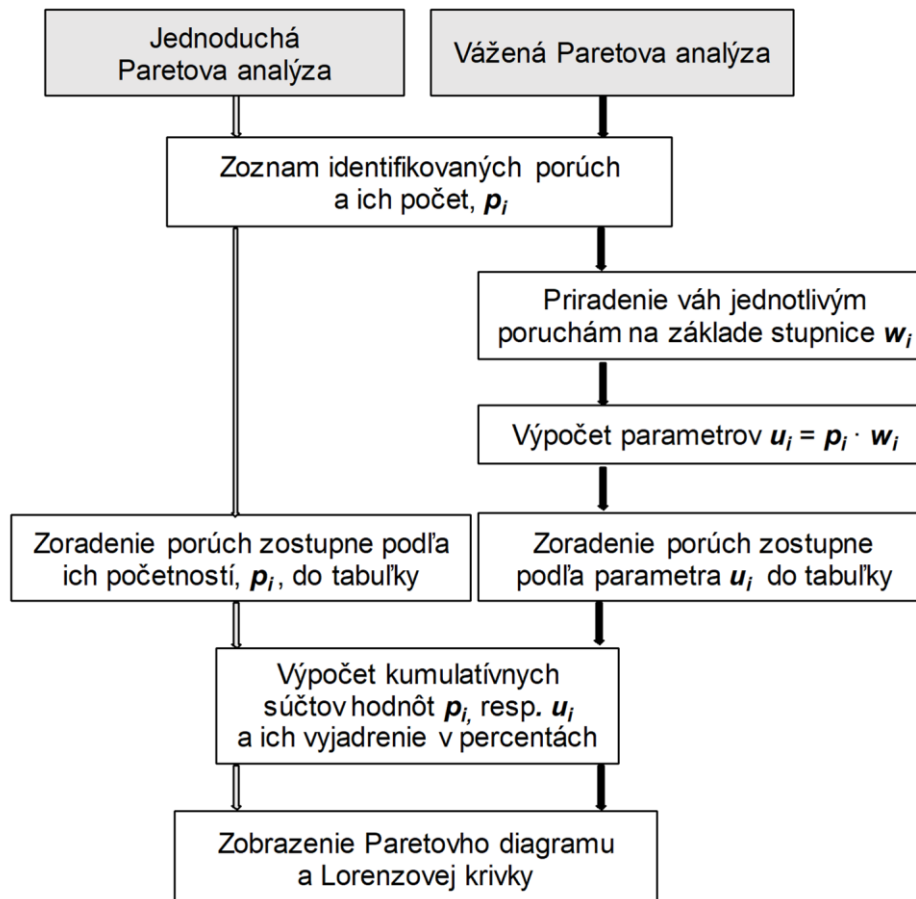 Jednoduchá
Paretova analýza
Vážená Paretova analýza
Zoznam identifikovaných porúch
a ich počet, pi
Priradenie váh jednotlivým
poruchám na základe stupnice wi
Výpočet parametrov ui = pi · wi
Zoradenie porúch zostupne podľa
ich početností, pi, do tabuľky
Zoradenie porúch zostupne
podľa parametra ui do tabuľky
Výpočet kumulatívnych
súčtov hodnôt pi, resp. ui
a ich vyjadrenie v percentách
Zobrazenie Paretovho diagramu
a Lorenzovej krivky